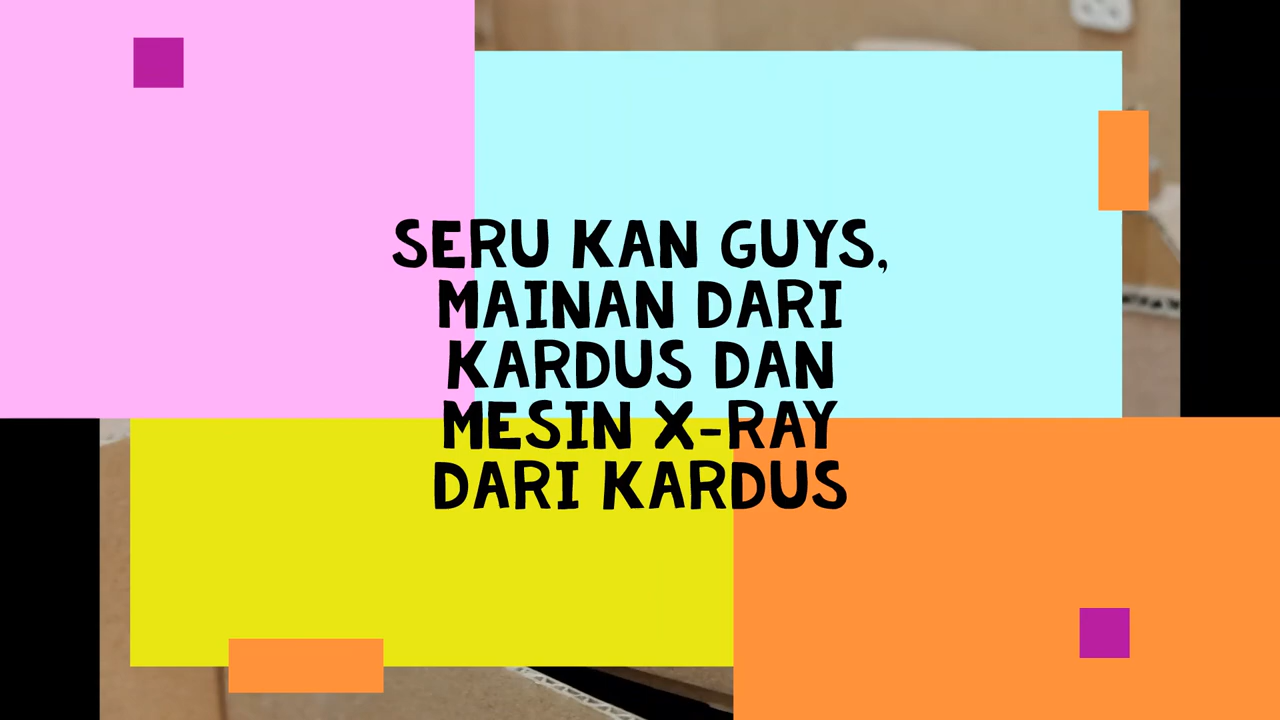 SERU KAN GUYS,
MAINAN DARI
KARDUS DAN
MESIN X-RAY
DARI KARDUS